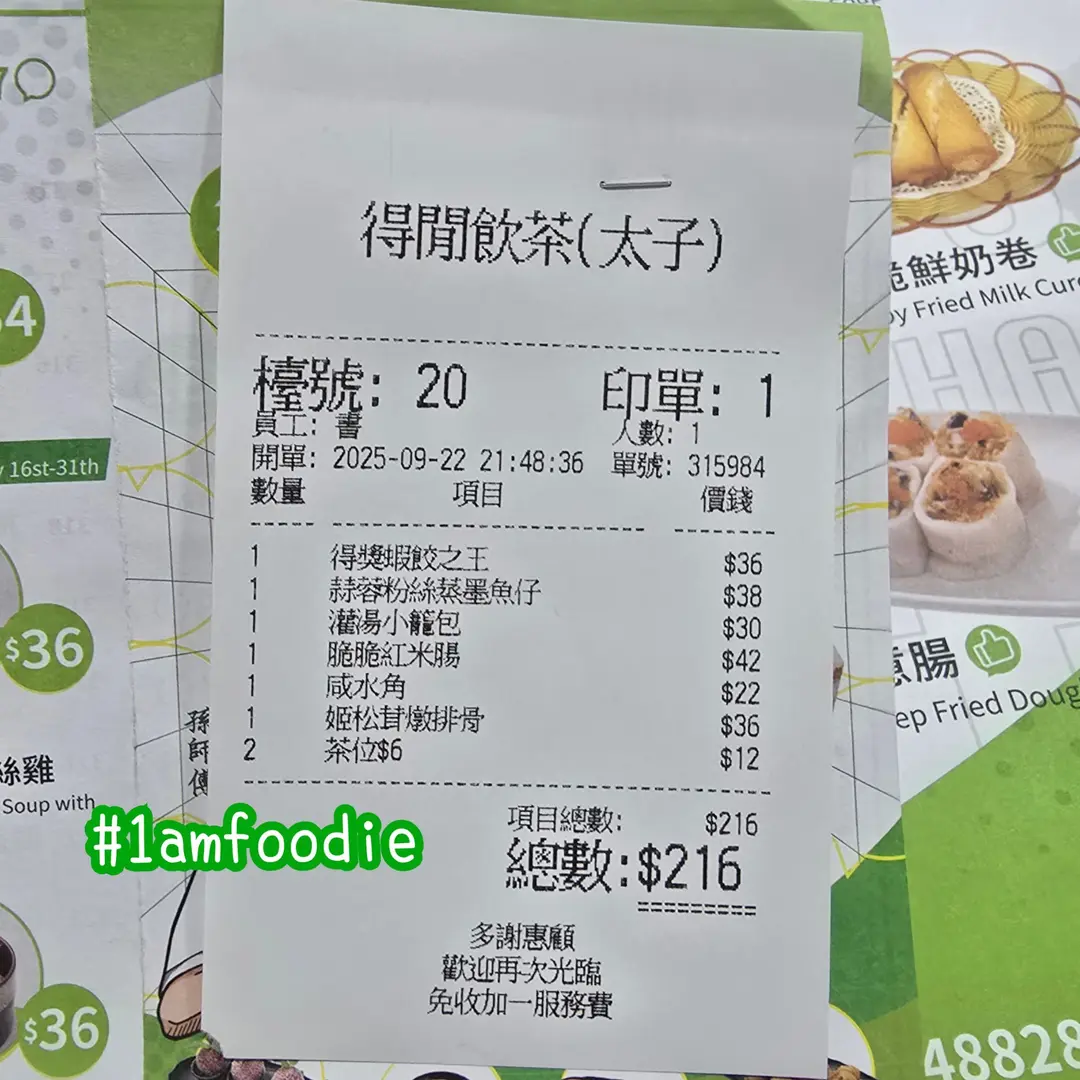 得閒飲茶(太子)
檯號: 20 印單: 1
員工: 書 人數: 1
開單: 2025-09-22 21:48:36 單號: 315984
數量 項目 價錢
1 得獎蝦餃之王 $36
1 蒜蓉粉絲蒸墨魚仔 $38
1 灌湯小籠包 $30
1 脆脆紅米腸 $42
1 咸水角 $22
1 姬松茸燉排骨 $36
2 茶位$6 $12
項目總數: $216
總數:$216
多謝惠顧
歡迎再次光臨
免收加一服務費
#1amfoodie
16st-31th
$36
孫
師
傅
絲雞
Soup with
$36
鮮奶卷
Fried Milk
腸
Fried
48828